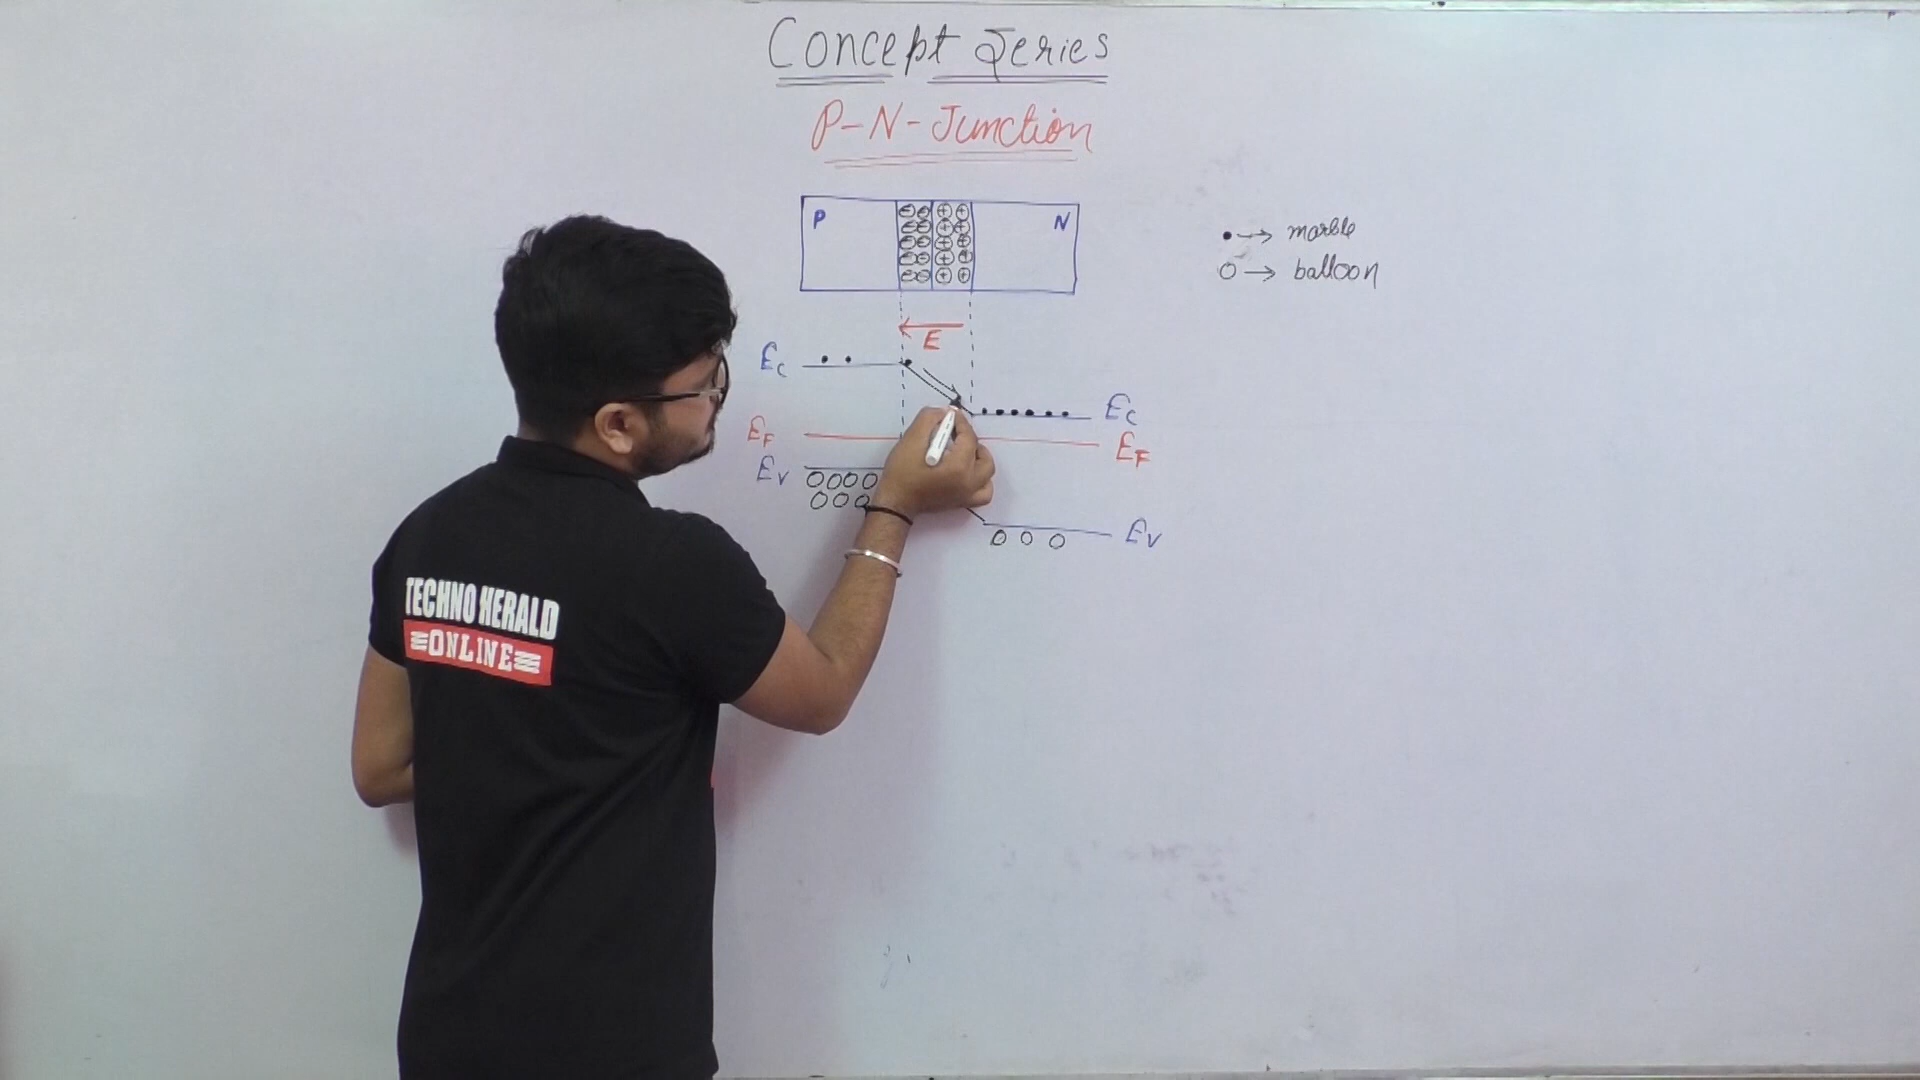 Concept Series
P-N-Junction
P N
• → marble
O → balloon
E
Ec
Ec
EF
EF
Ev
Ev
TECHNO HERALD
ONLINE